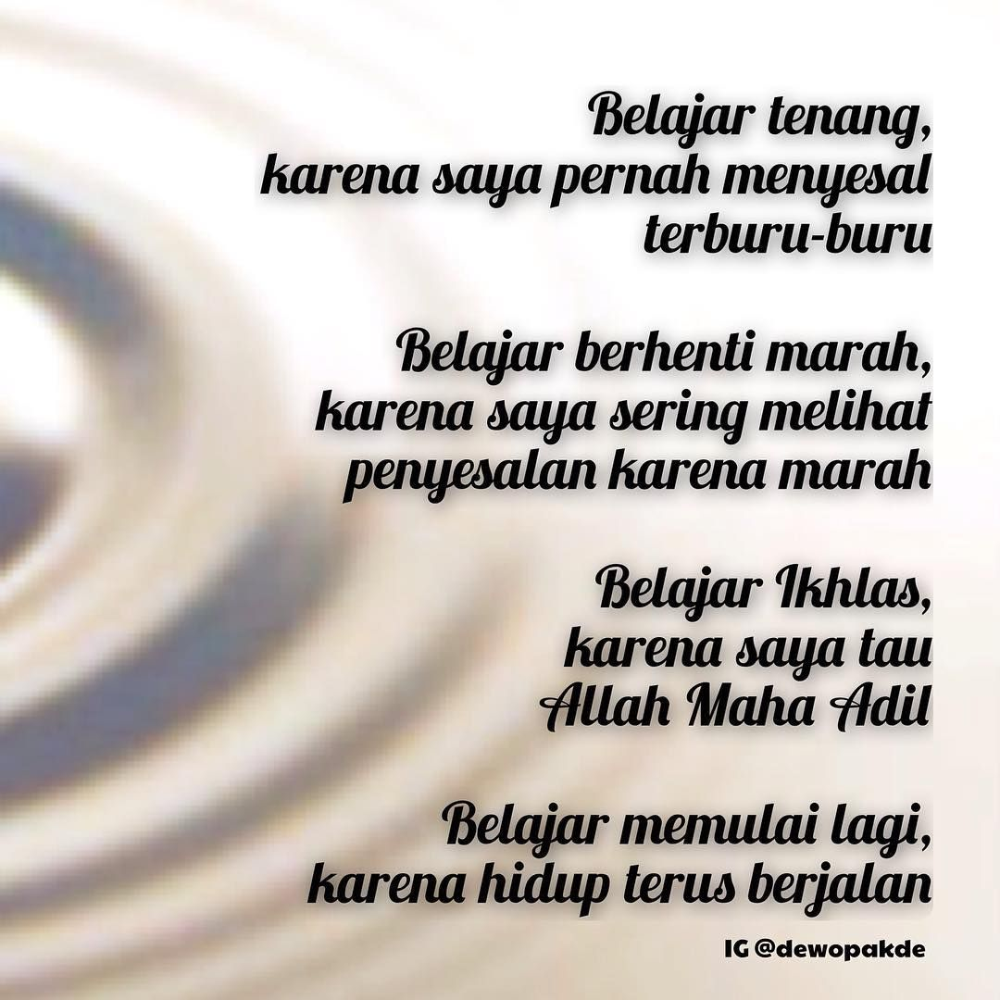 Belajar tenang,
karena saya pernah menyesal
terburu-buru
Belajar berhenti marah,
karena saya sering melihat
penyesalan karena marah
Belajar Ikhlas,
karena saya tau
Allah Maha Adil
Belajar memulai lagi,
karena hidup terus berjalan
IG @dewopakde